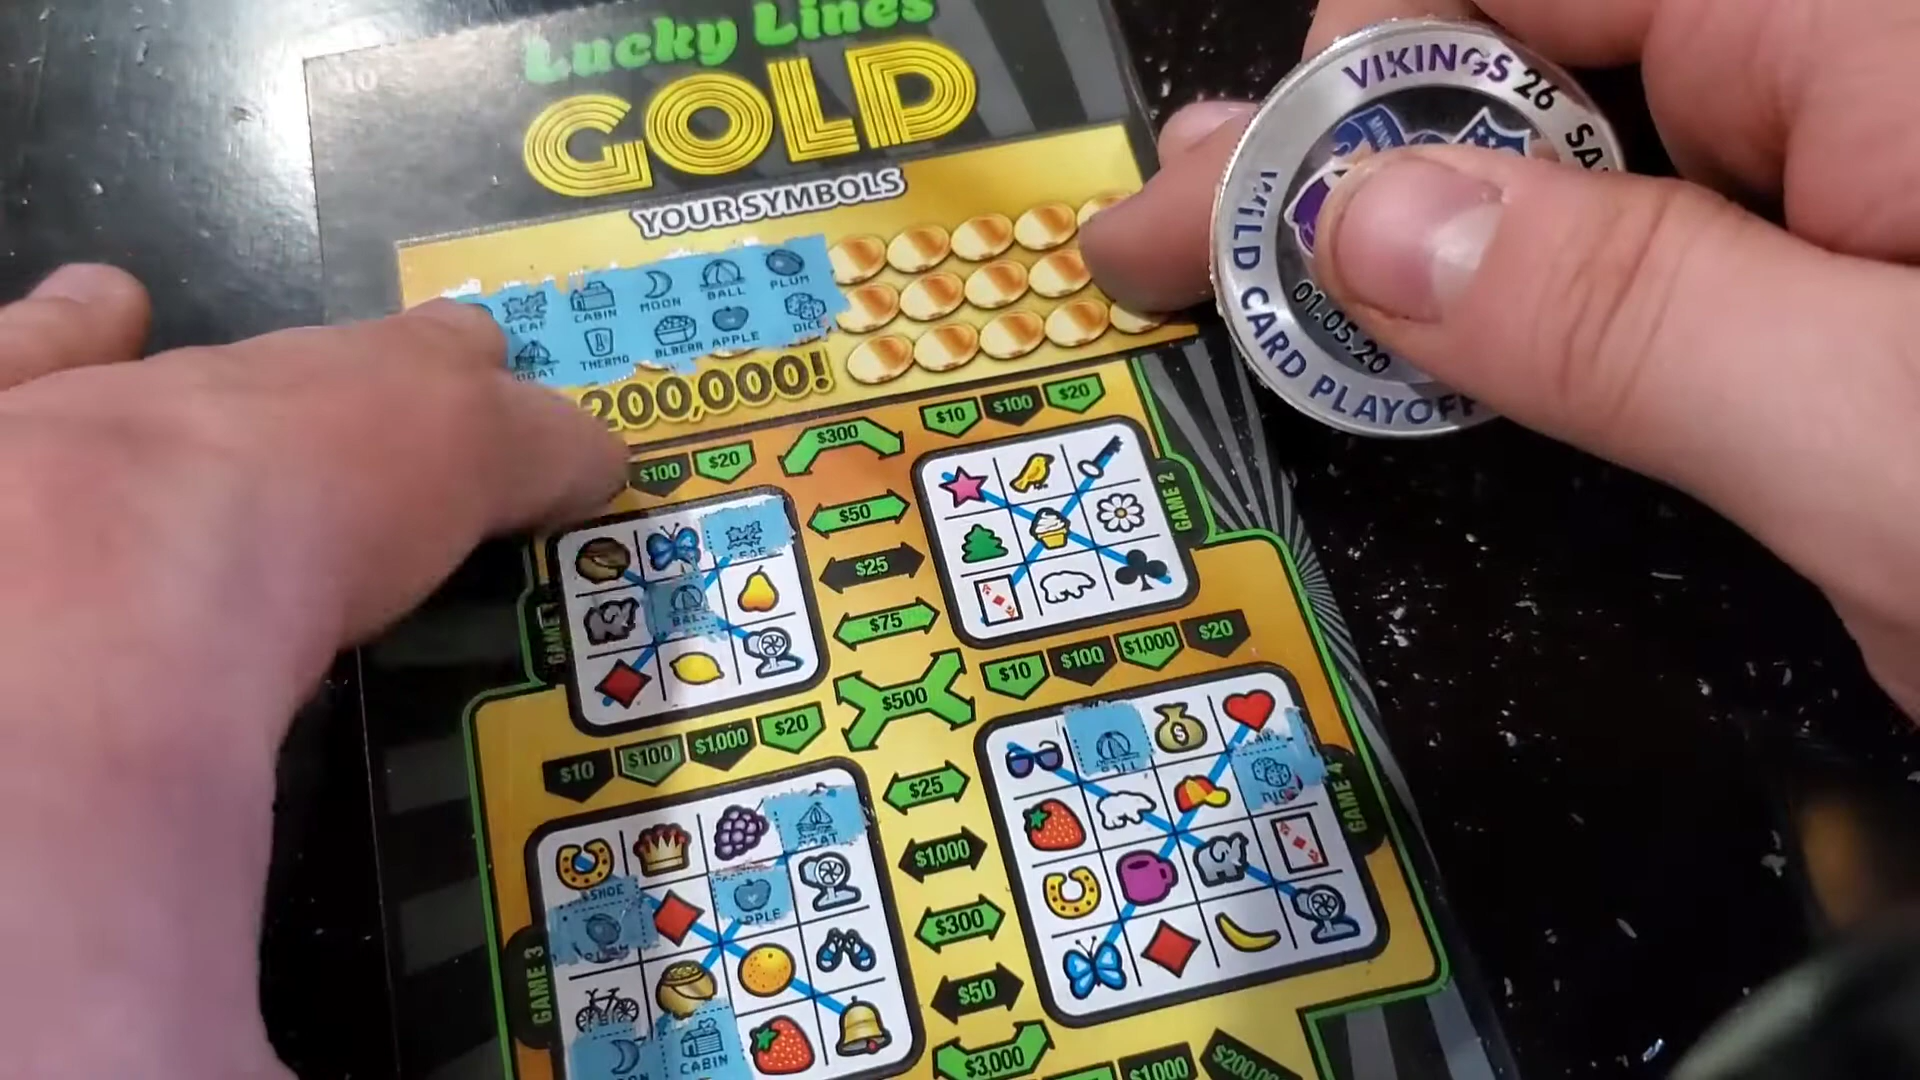 Lucky Lines
GOLD
10
YOUR SYMBOLS
LEAF CABIN MOON BALL PLUM
BOAT THERMO BLBERR APPLE DICE
200,000!
$100 $20 $300 $10 $100 $20
$50
$25
$75
$500
GAME 2
BALL
$10 $100 $1,000 $20
$10 $100 $1,000 $20
$25
$1,000
$300
$50
$3,000
GAME 3
GAME 4
APPLE
CABIN
$1,000
VIKINGS 26
WILD CARD PLAYOFF
01.05.20